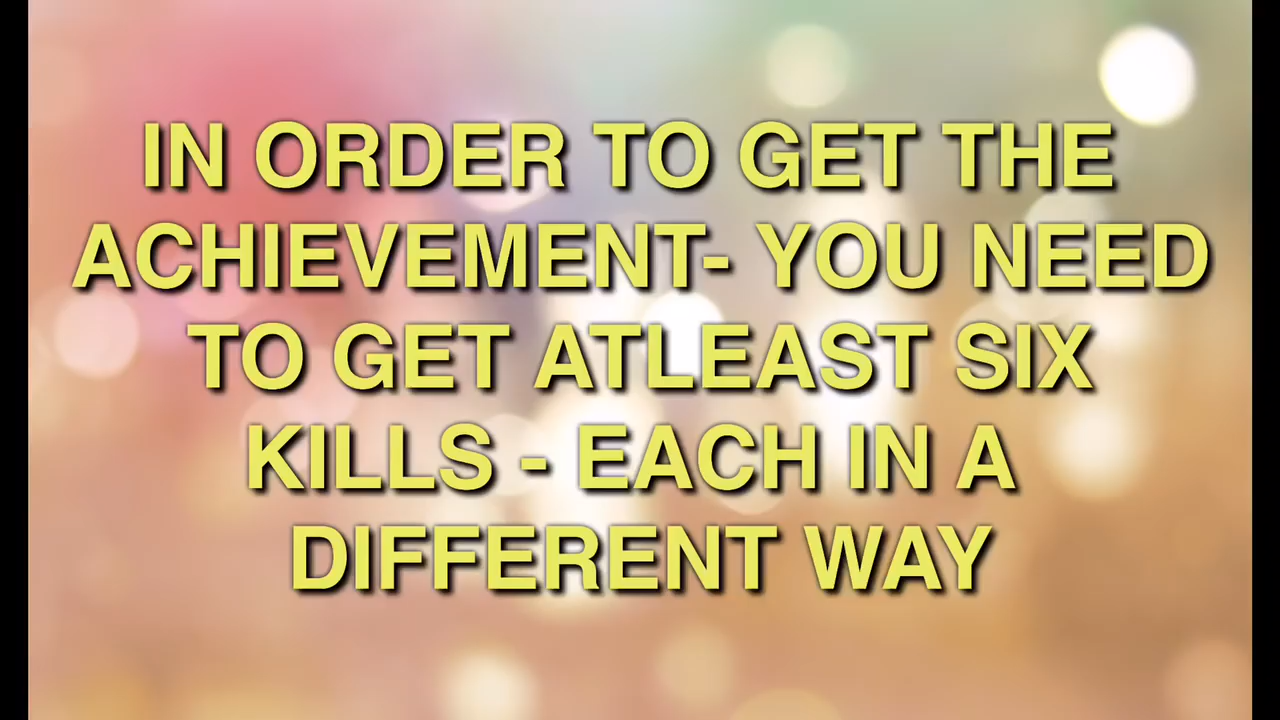 IN ORDER TO GET THE
ACHIEVEMENT- YOU NEED
TO GET ATLEAST SIX
KILLS - EACH IN A
DIFFERENT WAY